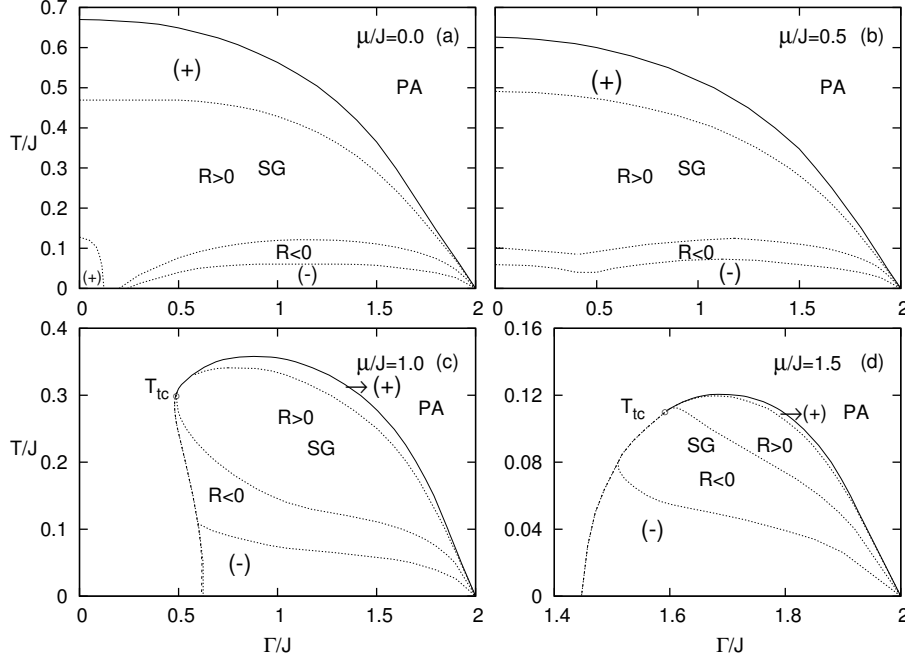 0.7
0.6
0.5
0.4
0.3
0.2
0.1
0
T/J
μ/J=0.0 (a)
(+)
PA
R>0 SG
R<0
(+)
(-)
0 0.5 1 1.5 2
μ/J=0.5 (b)
(+)
PA
R>0 SG
R<0
(-)
0 0.5 1 1.5 2
0.4
0.3
0.2
0.1
0
T/J
μ/J=1.0 (c)
Ttc
(+)
PA
R>0
SG
R<0
(-)
0 0.5 1 1.5 2
Γ/J
0.16
0.12
0.08
0.04
0
μ/J=1.5 (d)
Ttc
(+)
PA
SG R>0
R<0
(-)
1.4 1.6 1.8 2
Γ/J